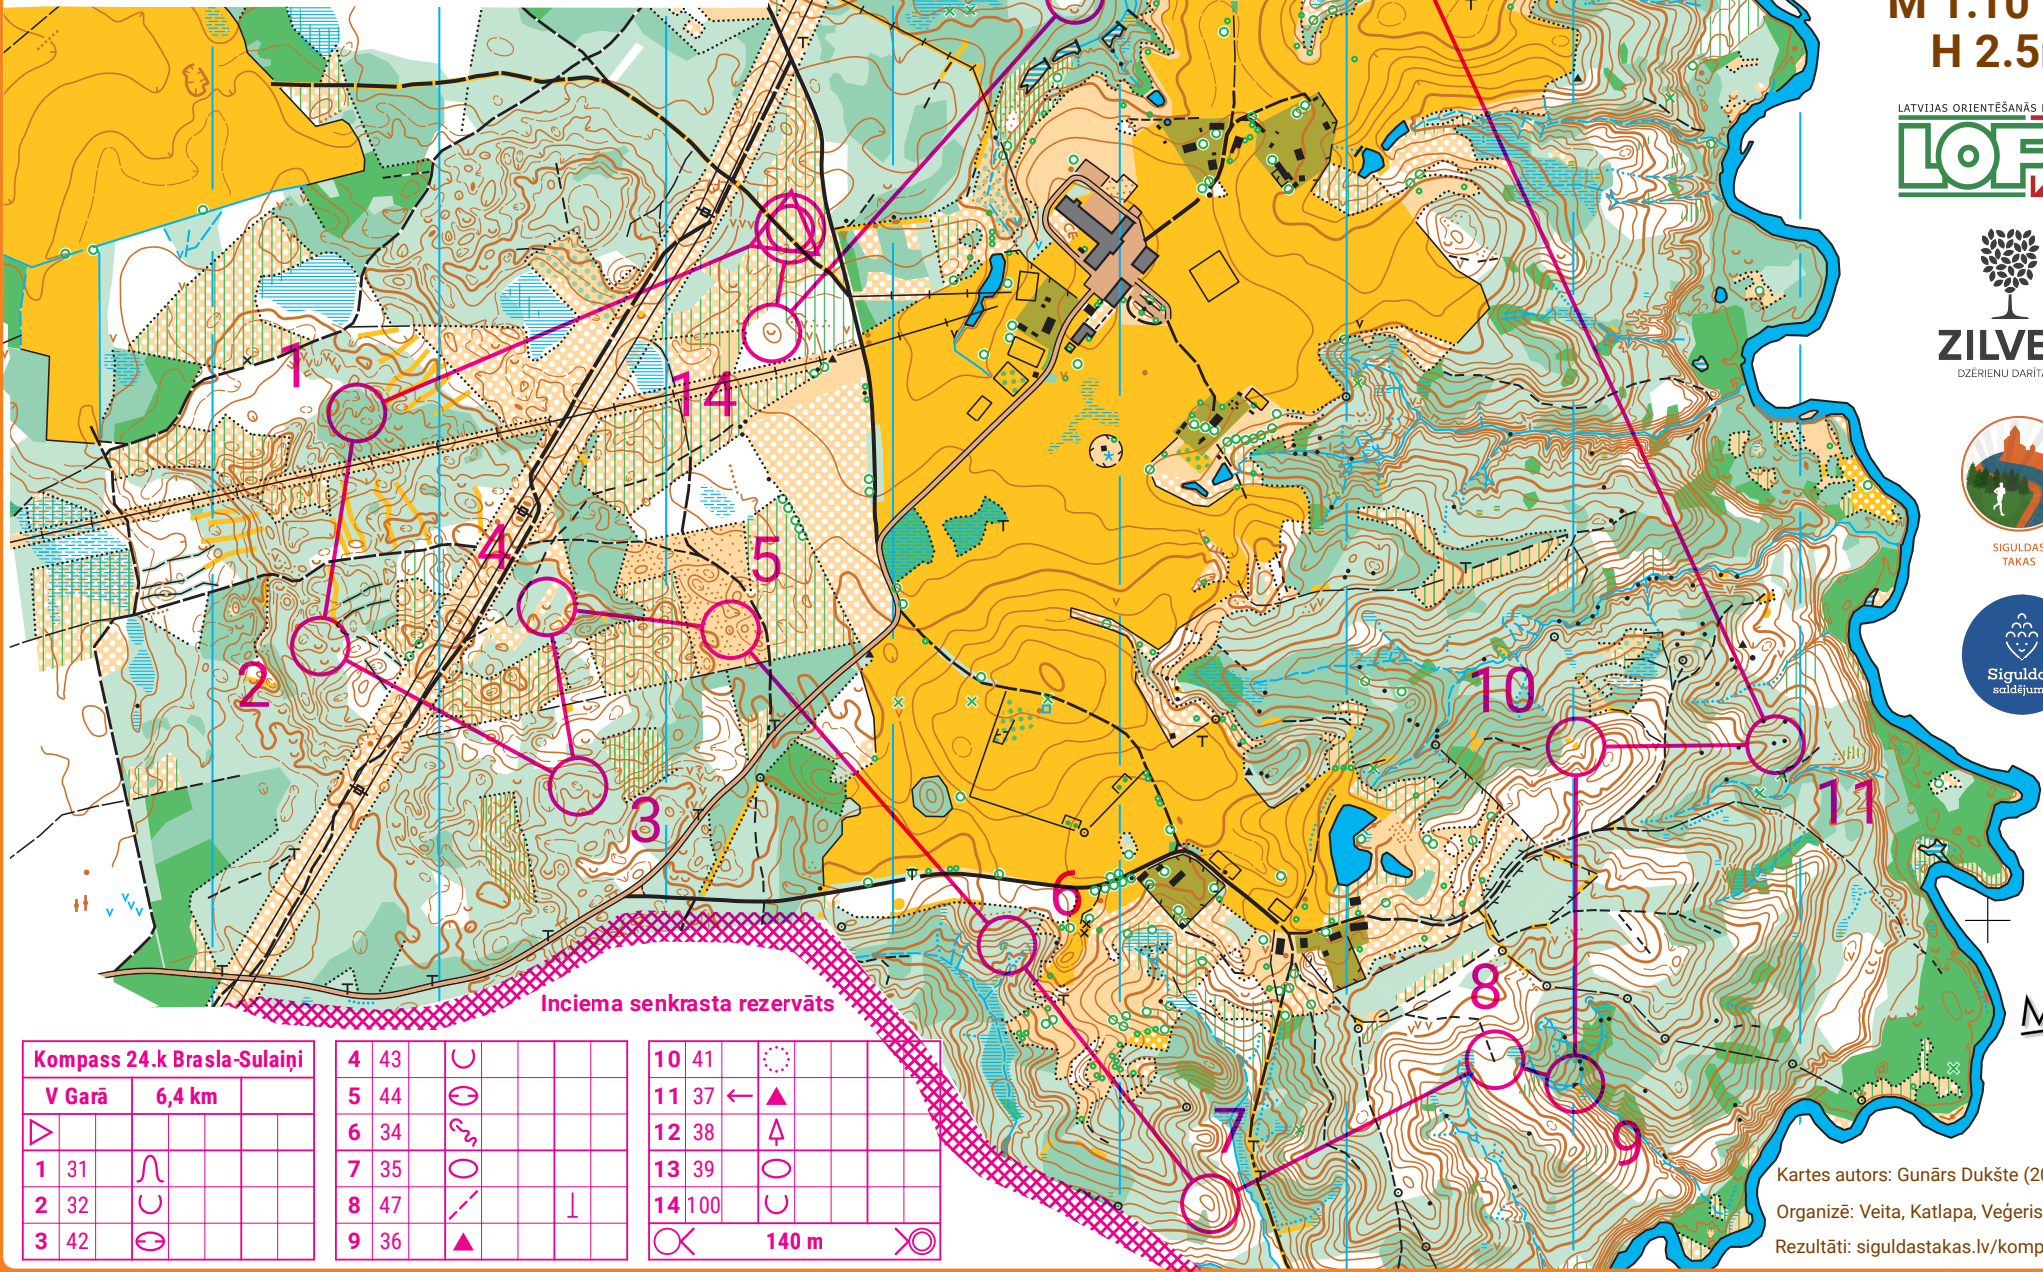 M 1:10
H 2.5
LATVIJAS ORIENTĒŠANĀS
LOF
ZILVE
DZĒRIENU DARĪTA
SIGULDAS
TAKAS
Sigulda
saldējum
1
14
4
5
2
3
10
11
6
8
7
9
Inciema senkrasta rezervāts
Kompass 24.k Brasla-Sulaiņi
V Garā 6,4 km
1 31
2 32
3 42
4 43
5 44
6 34
7 35
8 47
9 36
10 41
11 37
12 38
13 39
14 100
140 m
Kartes autors: Gunārs Dukšte (20
Organizē: Veita, Katlapa, Veģeris
Rezultāti: siguldastakas.lv/komp